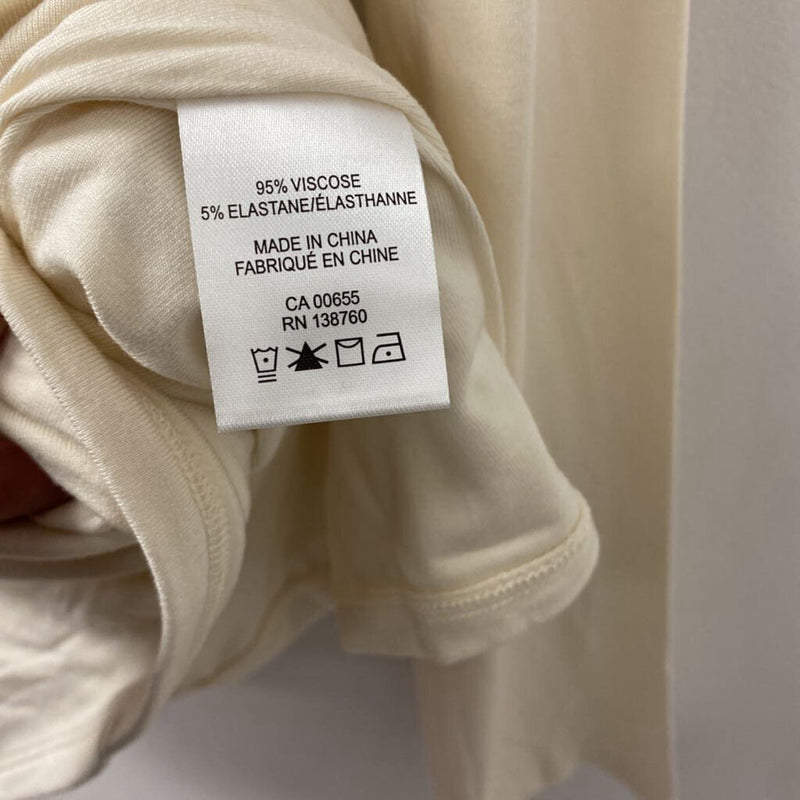 95% VISCOSE
5% ELASTANE/ÉLASTHANNE
MADE IN CHINA
FABRIQUÉ EN CHINE
CA 00655
RN 138760